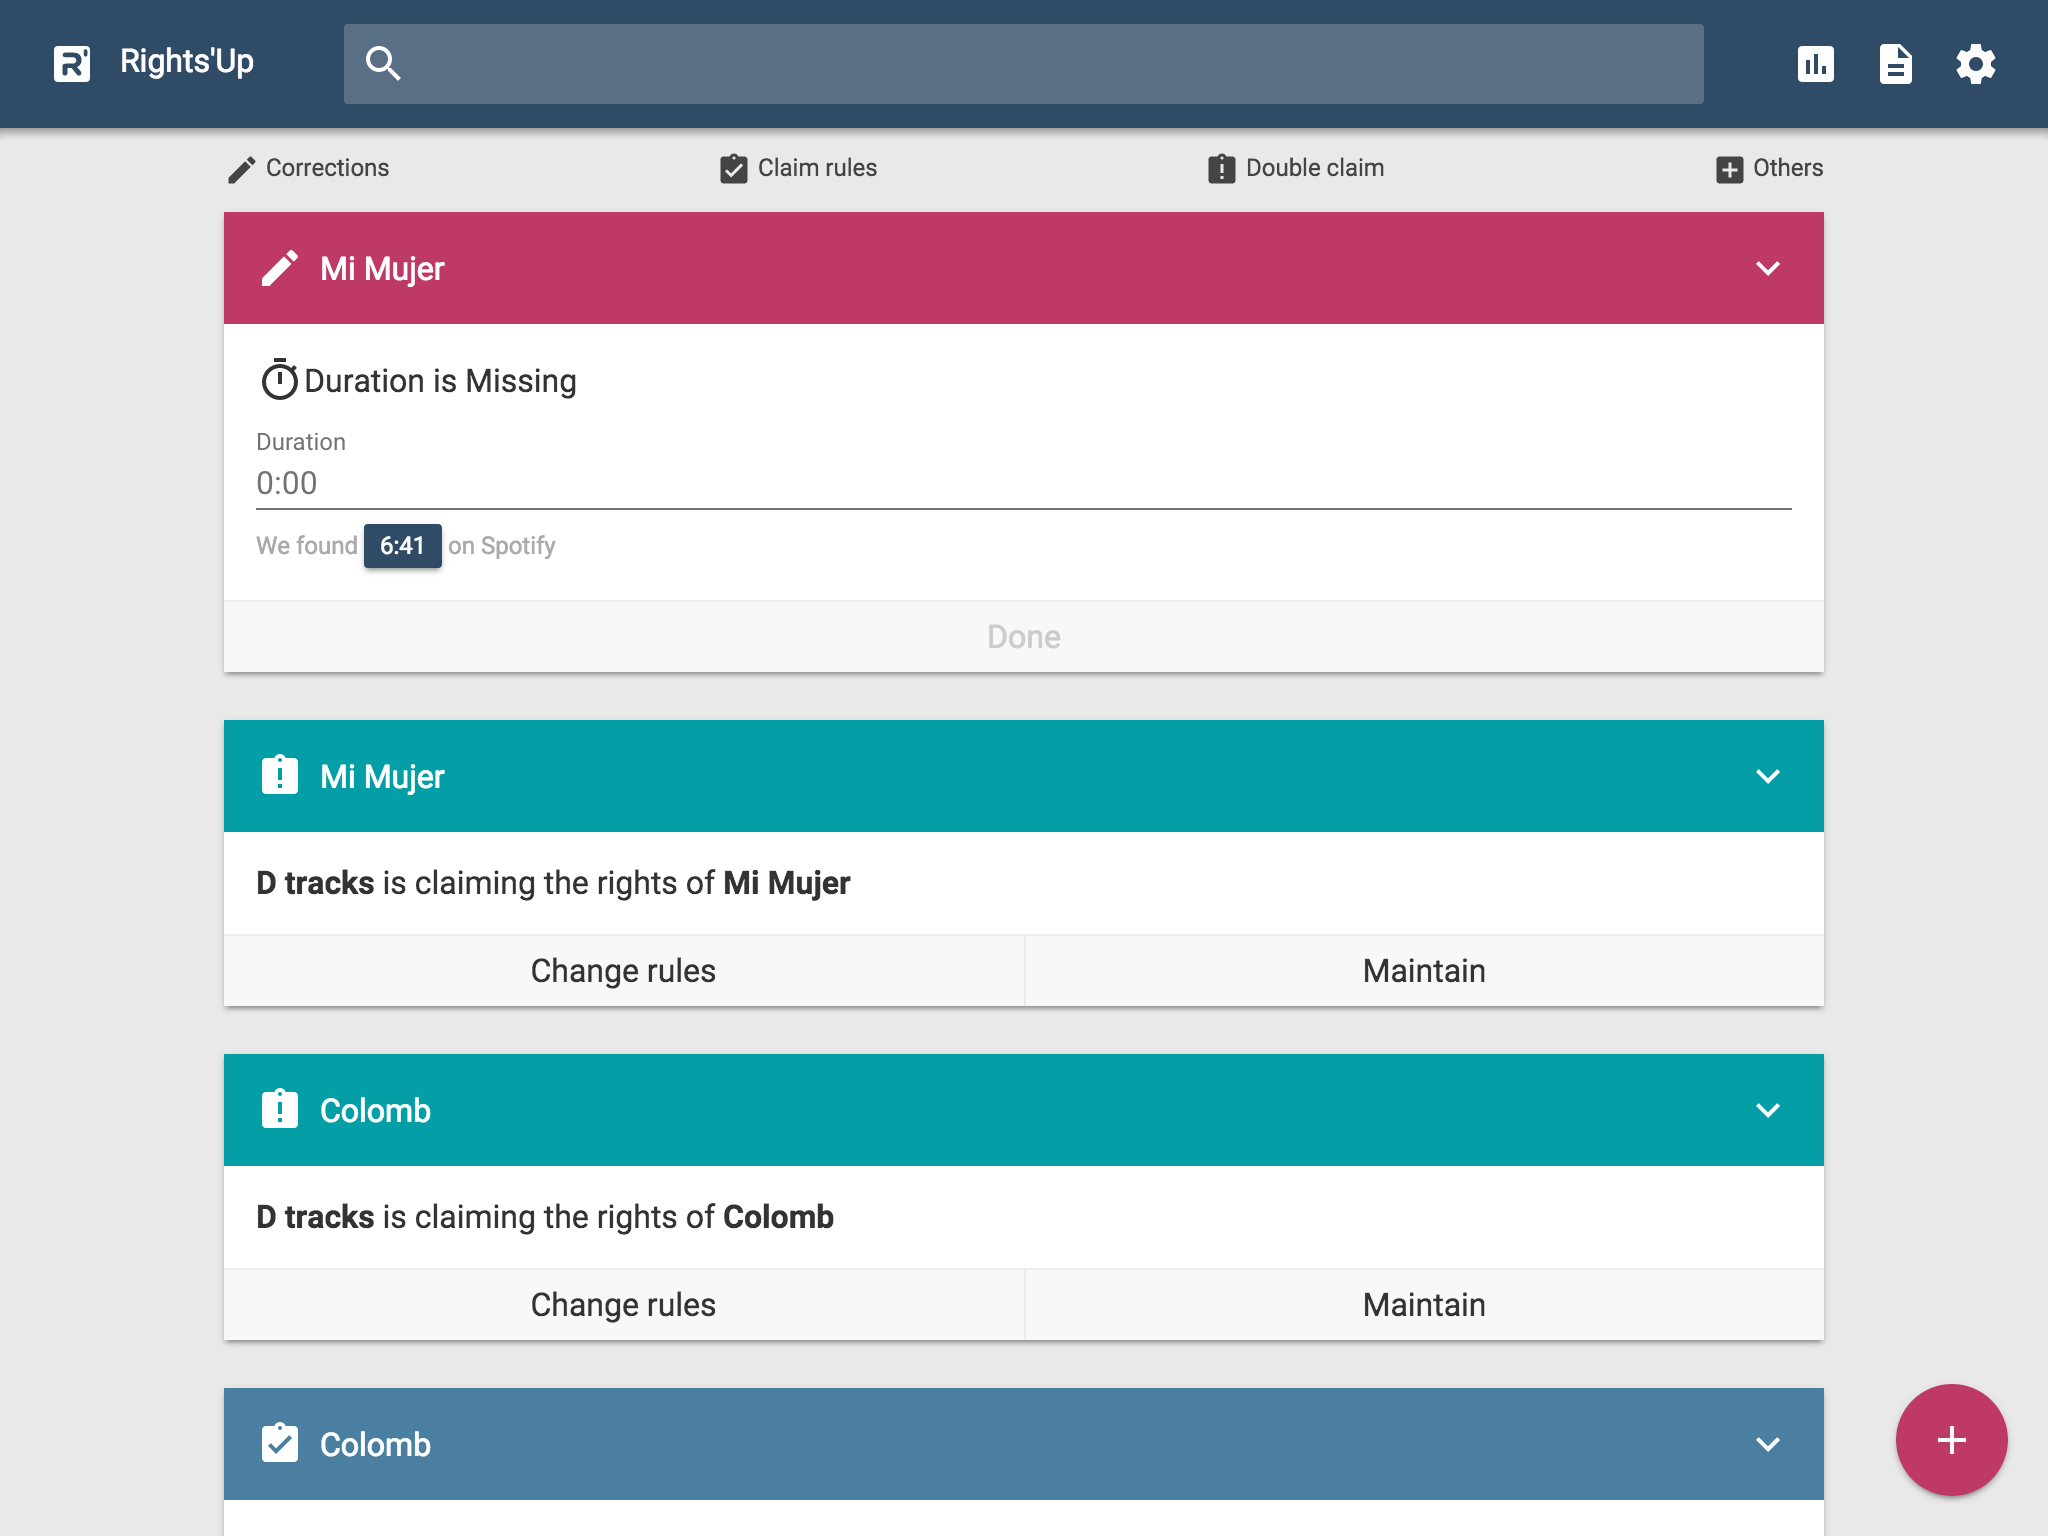 Rights'Up
Corrections
Claim rules
Double claim
Others
Mi Mujer
Duration is Missing
Duration
0:00
We found 6:41 on Spotify
Done
Mi Mujer
D tracks is claiming the rights of Mi Mujer
Change rules
Maintain
Colomb
D tracks is claiming the rights of Colomb
Change rules
Maintain
Colomb